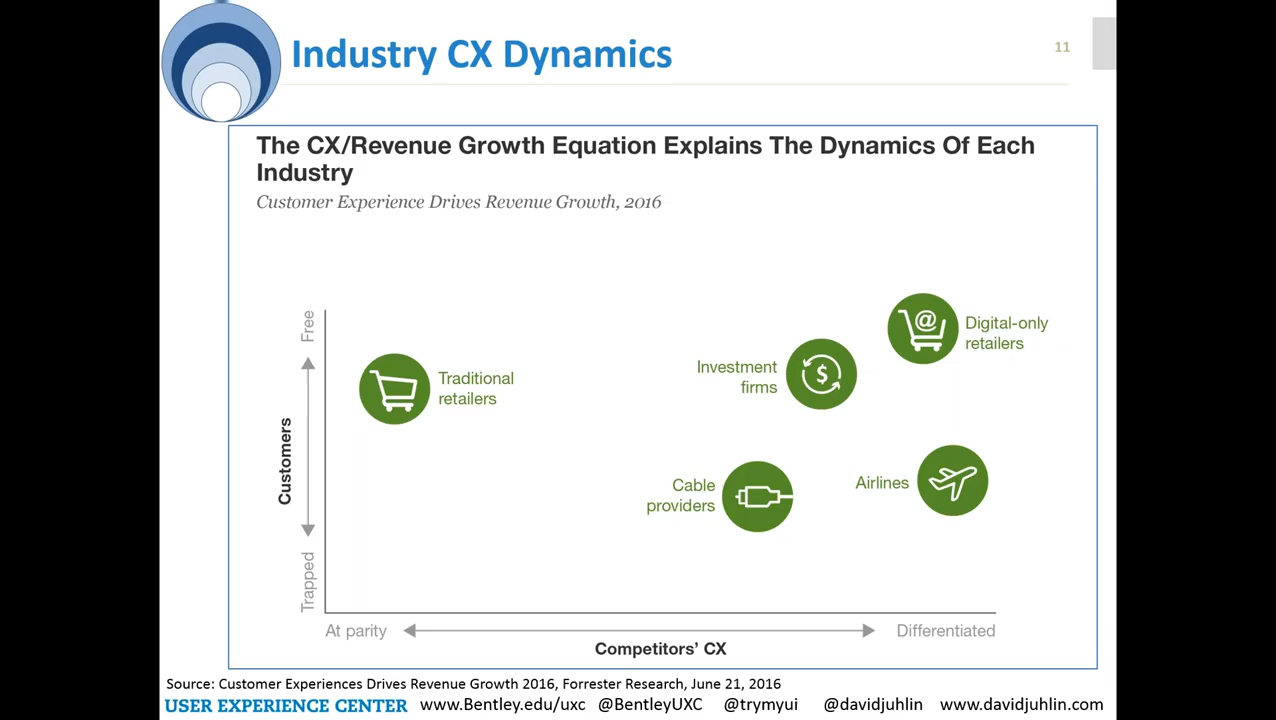 Industry CX Dynamics
11
The CX/Revenue Growth Equation Explains The Dynamics Of Each
Industry
Customer Experience Drives Revenue Growth, 2016
Free
Customers
Trapped
Traditional
retailers
Investment
firms
$
@
Digital-only
retailers
Cable
providers
Airlines
At parity
Differentiated
Competitors’ CX
Source: Customer Experiences Drives Revenue Growth 2016, Forrester Research, June 21, 2016
USER EXPERIENCE CENTER www.Bentley.edu/uxc @BentleyUXC @trymyui @davidjuhlin www.davidjuhlin.com